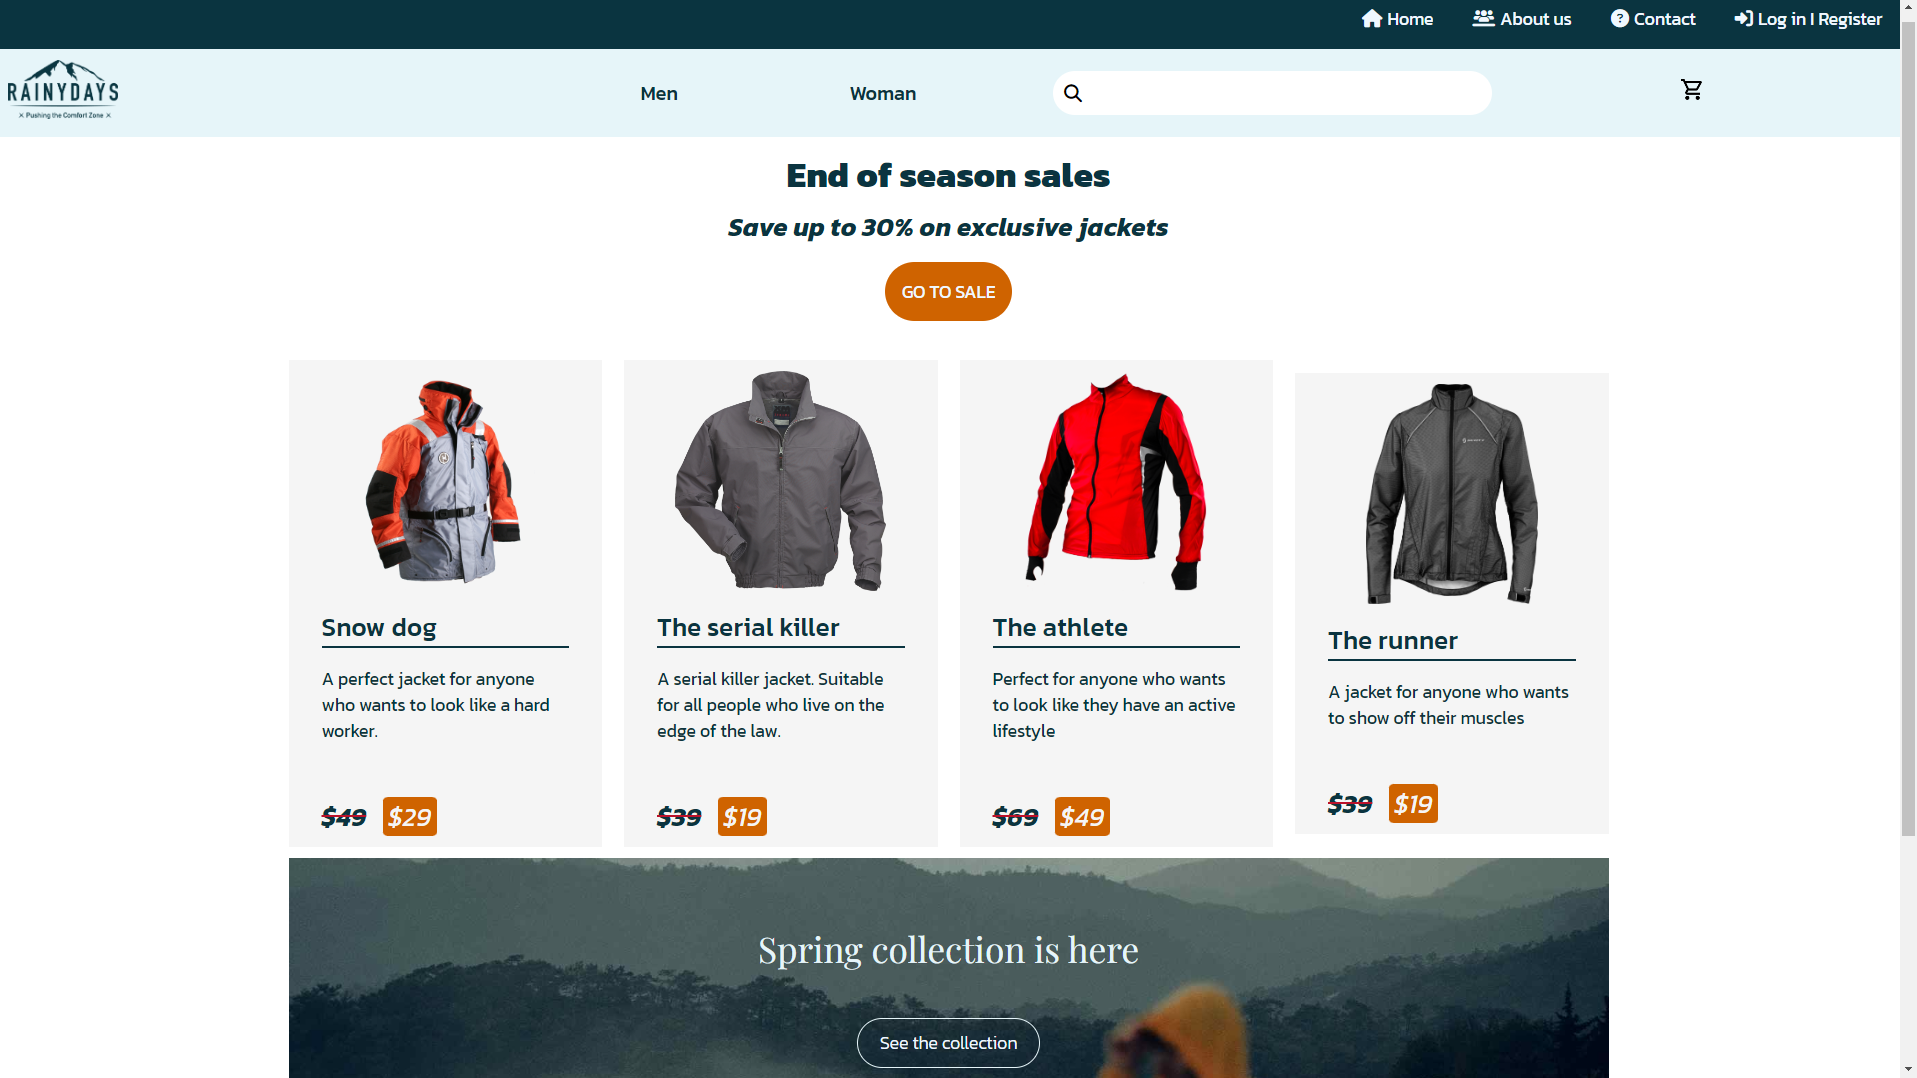 Home
About us
Contact
Log in I Register
RAINYDAYS
× Pushing the Comfort Zone ×
Men
Woman
End of season sales
Save up to 30% on exclusive jackets
GO TO SALE
Snow dog
A perfect jacket for anyone
who wants to look like a hard
worker.
$49 $29
The serial killer
A serial killer jacket. Suitable
for all people who live on the
edge of the law.
$39 $19
The athlete
Perfect for anyone who wants
to look like they have an active
lifestyle
$69 $49
The runner
A jacket for anyone who wants
to show off their muscles
$39 $19
Spring collection is here
See the collection